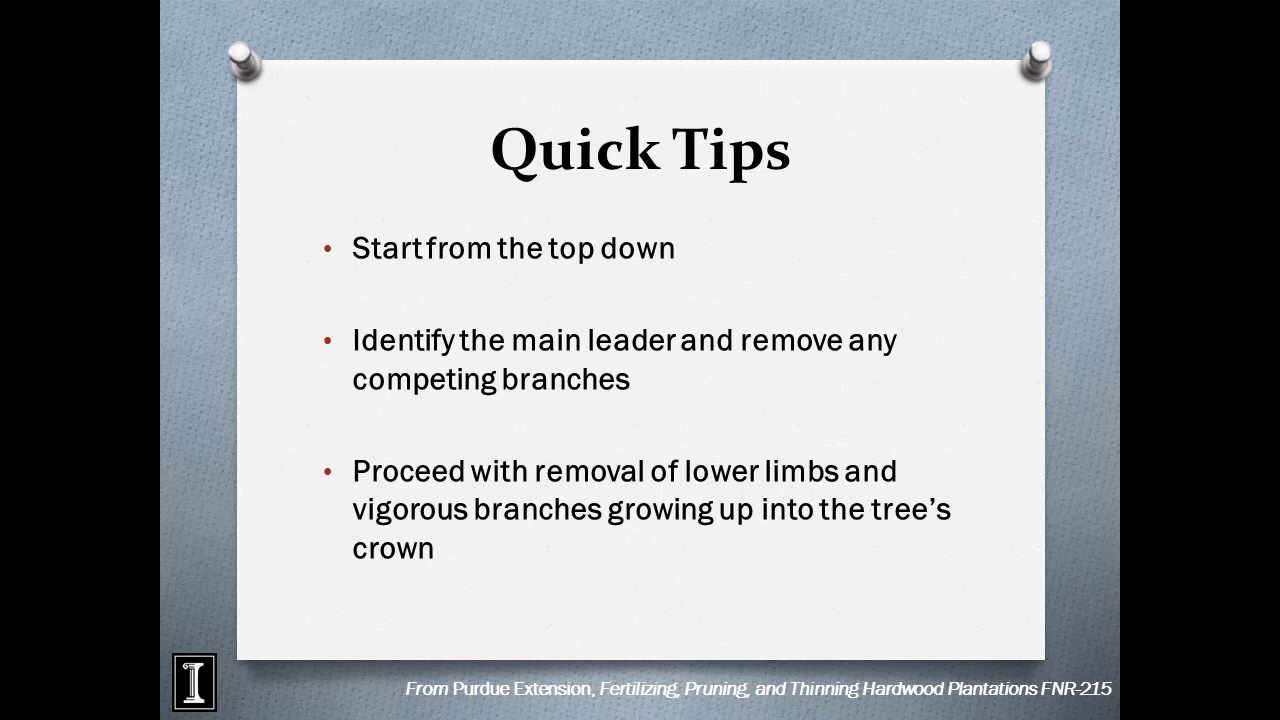 Quick Tips
• Start from the top down
• Identify the main leader and remove any
competing branches
• Proceed with removal of lower limbs and
vigorous branches growing up into the tree’s
crown
I
From Purdue Extension, Fertilizing, Pruning, and Thinning Hardwood Plantations FNR-215